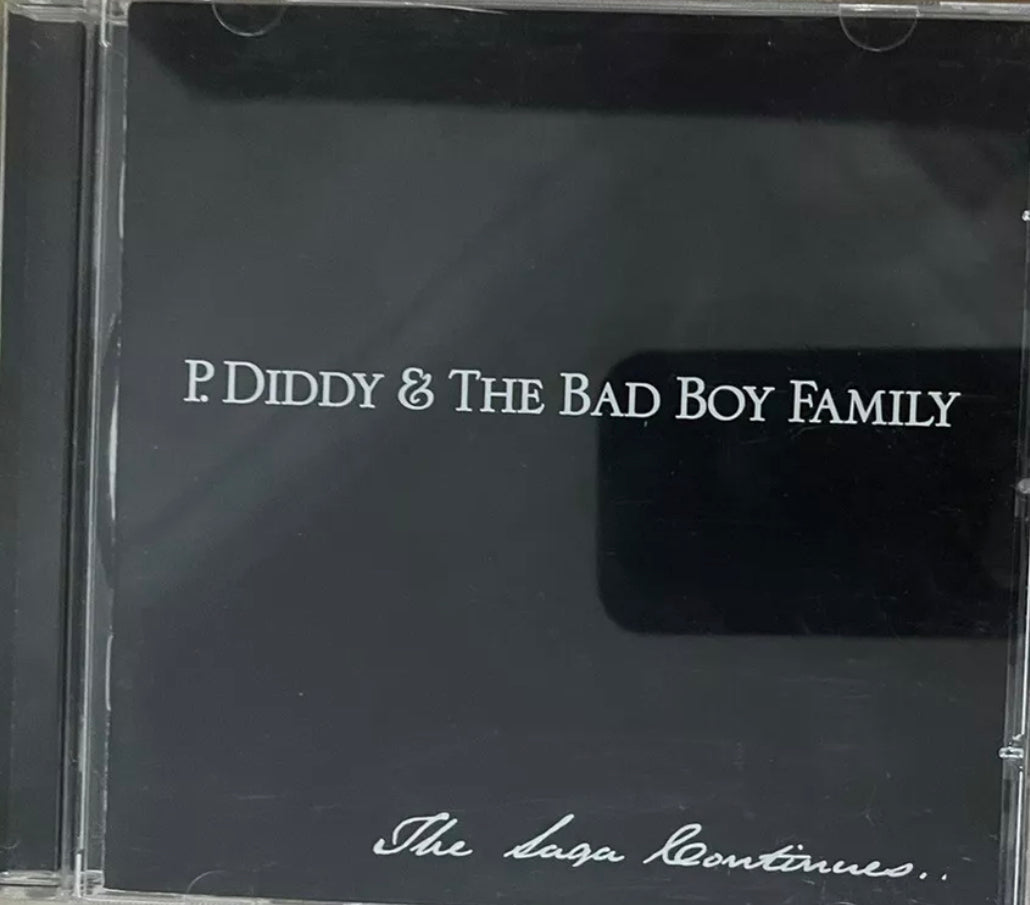 P. DIDDY & THE BAD BOY FAMILY
The Saga Continues..